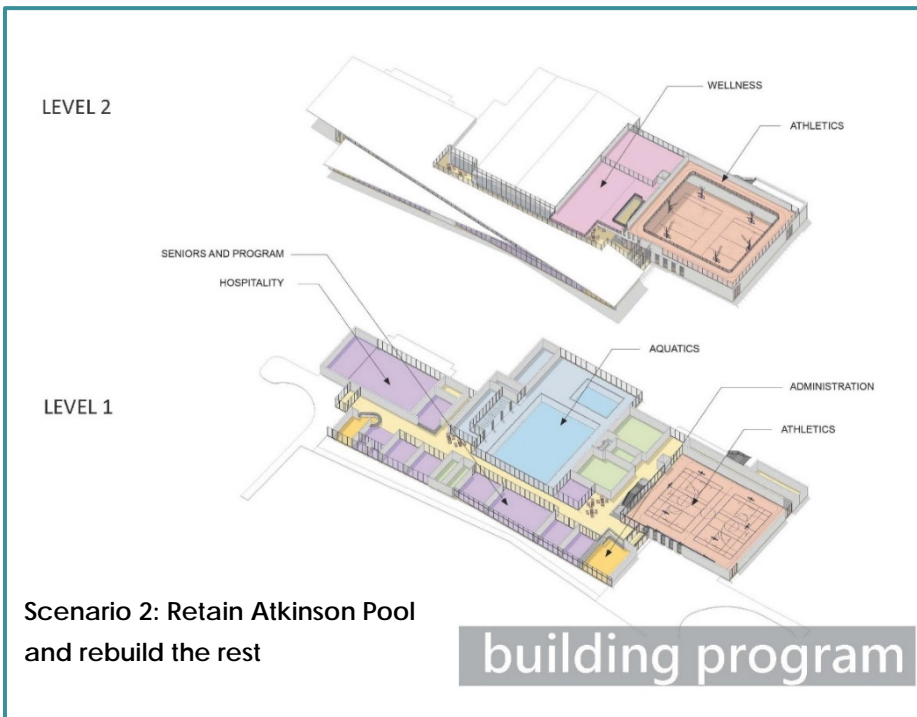 WELLNESS
LEVEL 2
ATHLETICS
SENIORS AND PROGRAM
HOSPITALITY
AQUATICS
ADMINISTRATION
LEVEL 1
ATHLETICS
Scenario 2: Retain Atkinson Pool
and rebuild the rest
building program